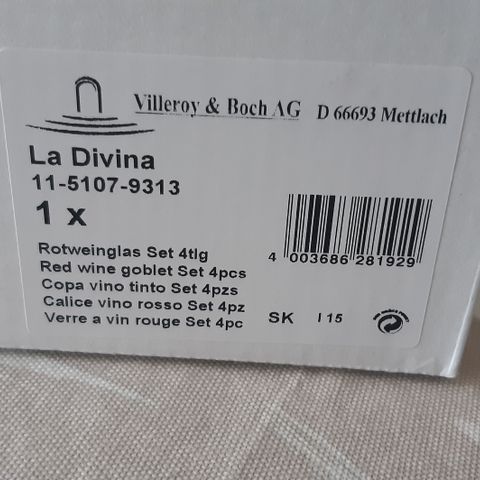 Villeroy & Boch AG D 66693 Mettlach
La Divina
11-5107-9313
1 x
Rotweinglas Set 4tlg
Red wine goblet Set 4pcs
Copa vino tinto Set 4pzs
Calice vino rosso Set 4pz
Verre a vin rouge Set 4pc
4 003686 281929
SK I 15